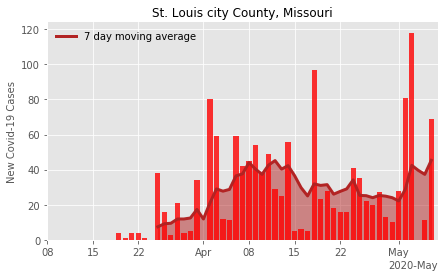 St. Louis city County, Missouri
7 day moving average
New Covid-19 Cases
120
100
80
60
40
20
0
08 15 22 Apr 08 15 22 May
2020-May